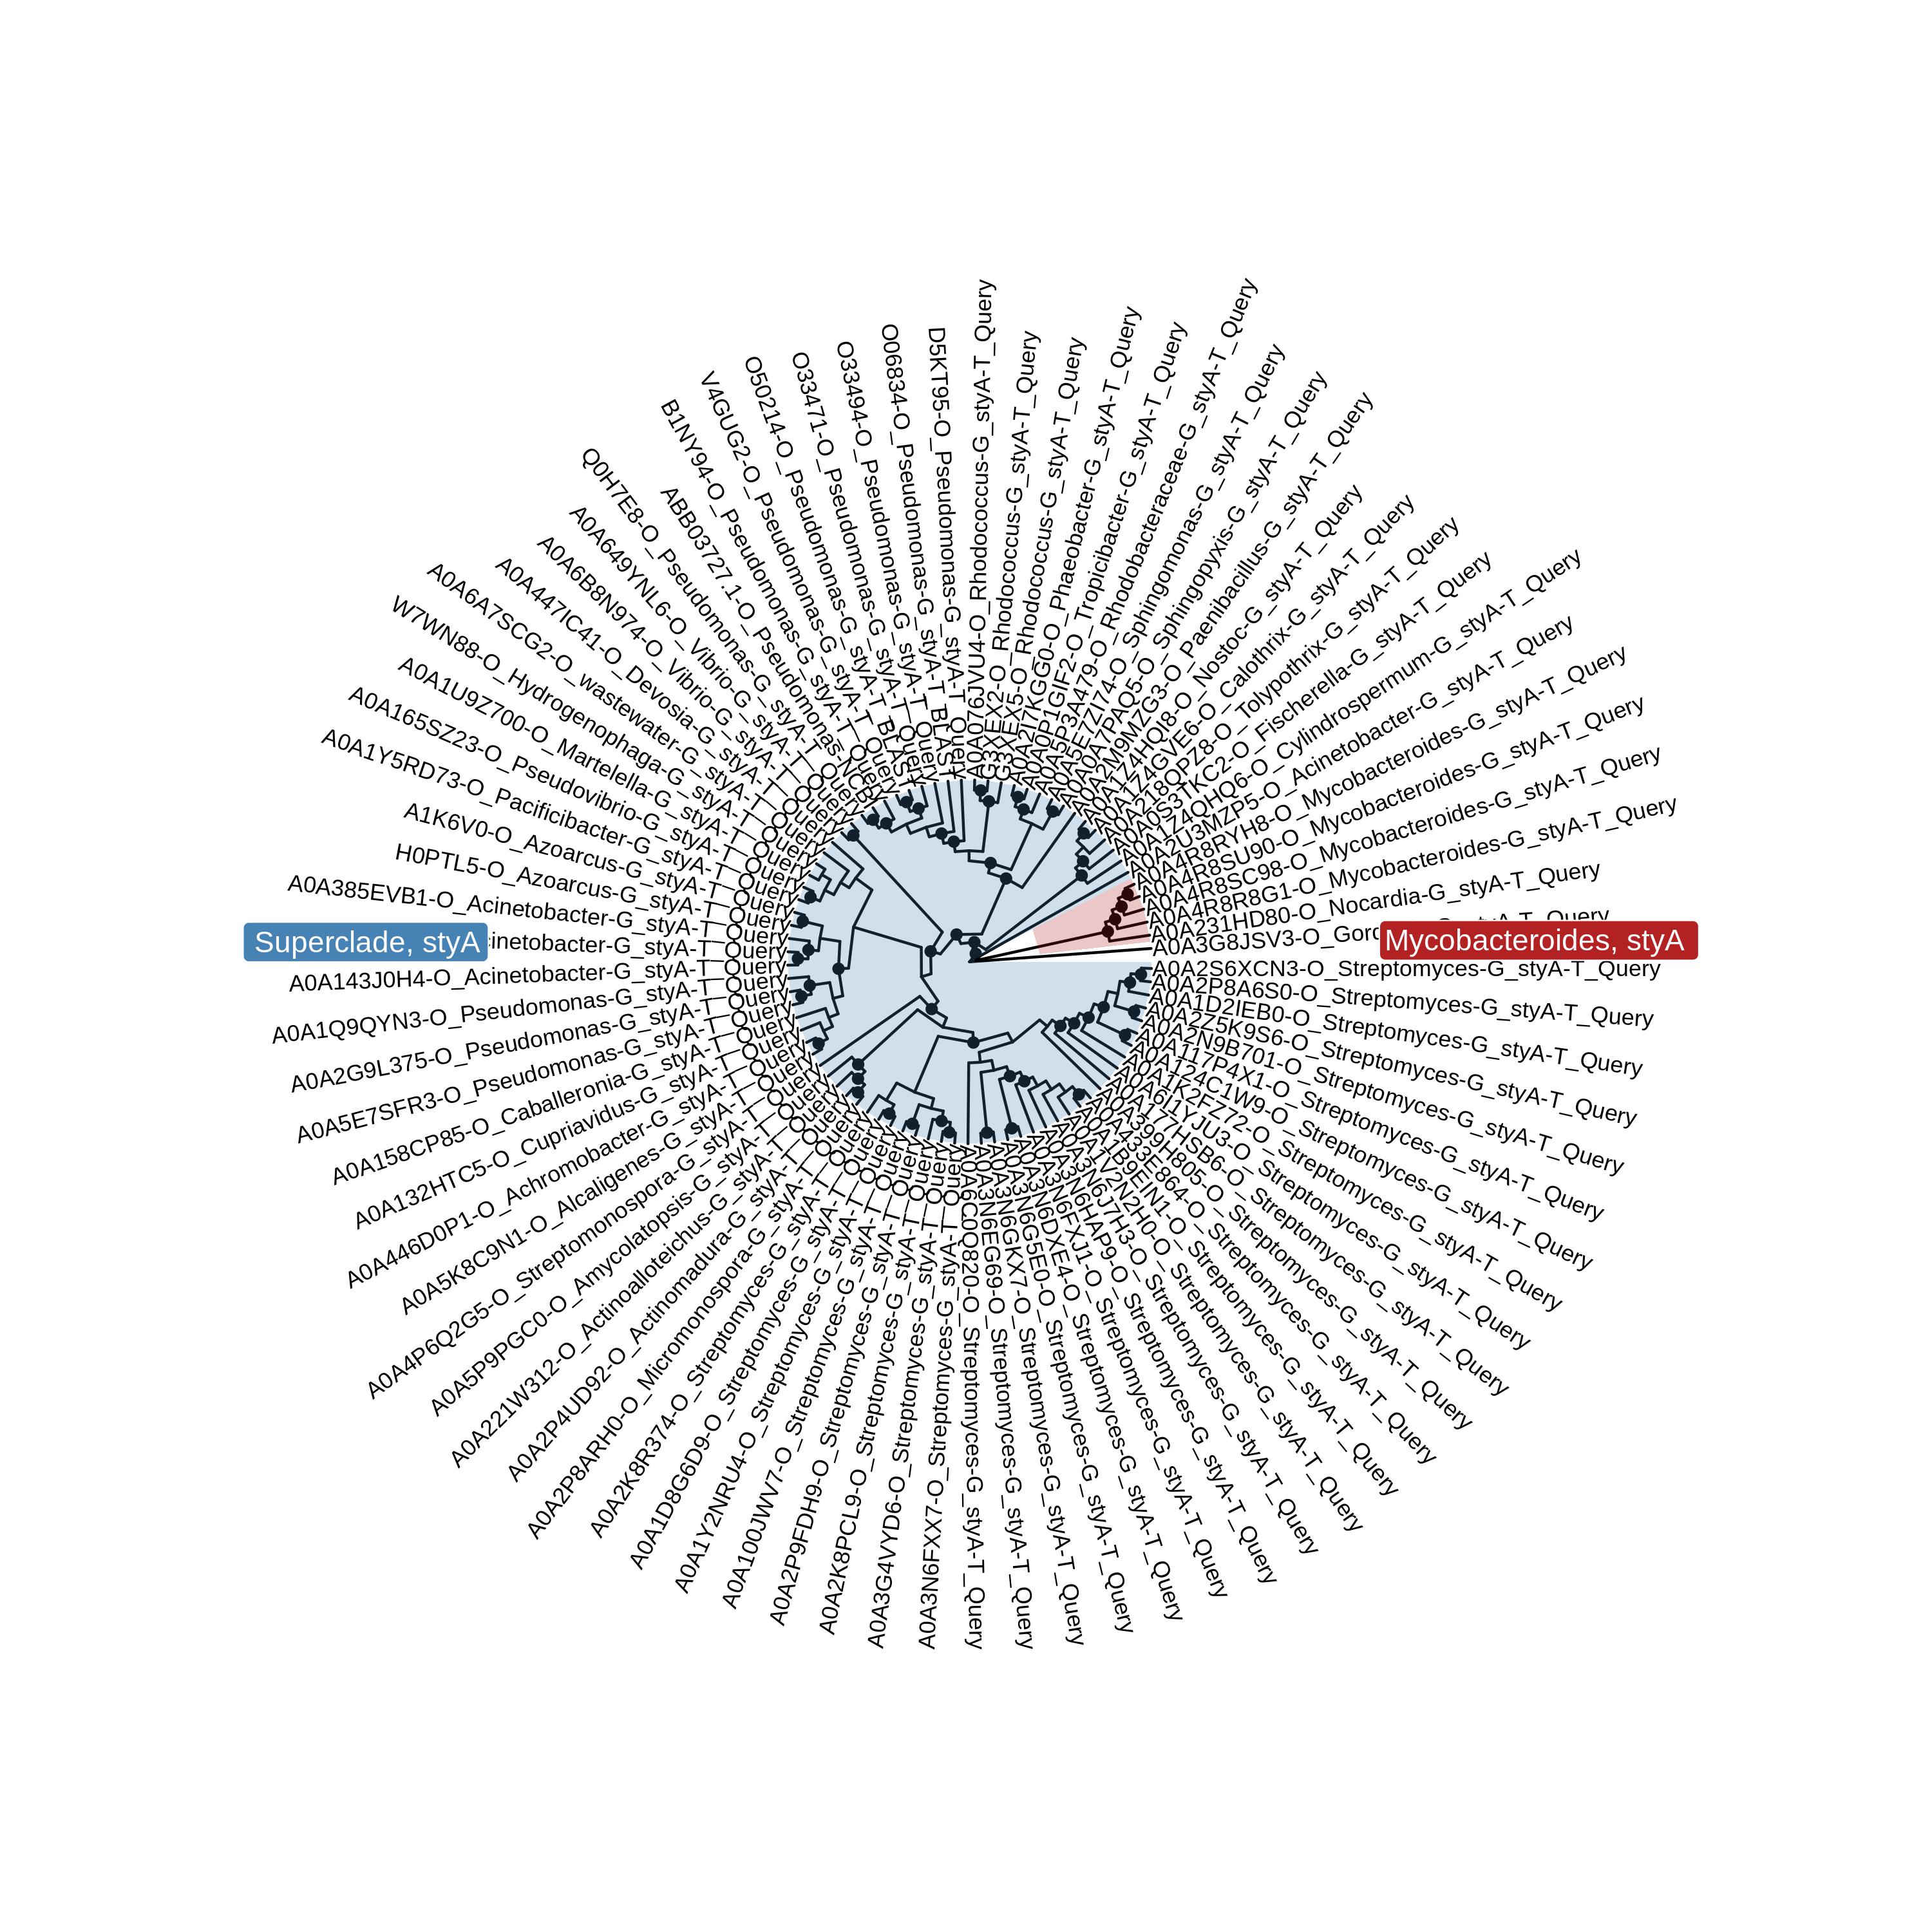 A0A076JVU4-O_Rhodococcus-G_styA-T_Query
G3XEX2-O_Rhodococcus-G_styA-T_Query
G3XEX5-O_Rhodococcus-G_styA-T_Query
A0A2I7KGG0-O_Phaeobacter-G_styA-T_Query
A0A0P1GIF2-O_Tropicibacter-G_styA-T_Query
A0A5P3A479-O_Rhodobacteraceae-G_styA-T_Query
A0A5E7ZI74-O_Sphingomonas-G_styA-T_Query
A0A0A7PAQ5-O_Sphingopyxis-G_styA-T_Query
A0A2M9MZG3-O_Paenibacillus-G_styA-T_Query
A0A1Z4HQI8-O_Nostoc-G_styA-T_Query
A0A1Z4GVE6-O_Calothrix-G_styA-T_Query
A0A218QPZ8-O_Tolypothrix-G_styA-T_Query
A0A0S3TKC2-O_Fischerella-G_styA-T_Query
A0A1Z4QHQ6-O_Cylindrospermum-G_styA-T_Query
A0A2U3MZP5-O_Acinetobacter-G_styA-T_Query
A0A4R8RYH8-O_Mycobacteroides-G_styA-T_Query
A0A4R8SU90-O_Mycobacteroides-G_styA-T_Query
A0A4R8SC98-O_Mycobacteroides-G_styA-T_Query
A0A4R8R8G1-O_Mycobacteroides-G_styA-T_Query
A0A231HD80-O_Nocardia-G_styA-T_Query
A0A3G8JSV3-O_Gor
Mycobacteroides, styA
A0A2S6XCN3-O_Streptomyces-G_styA-T_Query
A0A2P8A6S0-O_Streptomyces-G_styA-T_Query
A0A1D2IEB0-O_Streptomyces-G_styA-T_Query
A0A2Z5K9S6-O_Streptomyces-G_styA-T_Query
A0A2N9B701-O_Streptomyces-G_styA-T_Query
A0A117P4X1-O_Streptomyces-G_styA-T_Query
A0A124C1W9-O_Streptomyces-G_styA-T_Query
A0A1K2FZ72-O_Streptomyces-G_styA-T_Query
A0A6I1YJU3-O_Streptomyces-G_styA-T_Query
A0A117HSB6-O_Streptomyces-G_styA-T_Query
A0A399H805-O_Streptomyces-G_styA-T_Query
A0A433E864-O_Streptomyces-G_styA-T_Query
A0A1B9EIN1-O_Streptomyces-G_styA-T_Query
A0A1V2N2H0-O_Streptomyces-G_styA-T_Query
A0A3N6J7H3-O_Streptomyces-G_styA-T_Query
A0A3N6HAP9-O_Streptomyces-G_styA-T_Query
A0A3N6FXJ1-O_Streptomyces-G_styA-T_Query
A0A3N6DXE4-O_Streptomyces-G_styA-T_Query
A0A3N6G5E0-O_Streptomyces-G_styA-T_Query
A0A3N6GKX7-O_Streptomyces-G_styA-T_Query
A0A3N6EG69-O_Streptomyces-G_styA-T_Query
A0A6C0Q820-O_Streptomyces-G_styA-T_Query
A0A3N6FXX7-O_Streptomyces-G_styA-T_Query
A0A3G4VYD6-O_Streptomyces-G_styA-T_Query
A0A2K8PCL9-O_Streptomyces-G_styA-T_Query
A0A2P9FDH9-O_Streptomyces-G_styA-T_Query
A0A100JWV7-O_Streptomyces-G_styA-T_Query
A0A1Y2NRU4-O_Streptomyces-G_styA-T_Query
A0A1D8G6D9-O_Streptomyces-G_styA-T_Query
A0A2K8R374-O_Streptomyces-G_styA-T_Query
A0A2P8ARH0-O_Micromonospora-G_styA-T_Query
A0A2P4UD92-O_Actinomadura-G_styA-T_Query
A0A221W312-O_Actinoalloteichus-G_styA-T_Query
A0A5P9PGC0-O_Amycolatopsis-G_styA-T_Query
A0A4P6Q2G5-O_Streptomonospora-G_styA-T_Query
A0A5K8C9N1-O_Alcaligenes-G_styA-T_Query
A0A446D0P1-O_Achromobacter-G_styA-T_Query
A0A132HTC5-O_Cupriavidus-G_styA-T_Query
A0A158CP85-O_Caballeronia-G_styA-T_Query
A0A5E7SFR3-O_Pseudomonas-G_styA-T_Query
A0A2G9L375-O_Pseudomonas-G_styA-T_Query
A0A1Q9QYN3-O_Pseudomonas-G_styA-T_Query
A0A143J0H4-O_Acinetobacter-G_styA-T_Query
Superclade, styA
inetobacter-G_styA-T_Query
A0A385EVB1-O_Acinetobacter-G_styA-T_Query
H0PTL5-O_Azoarcus-G_styA-T_Query
A1K6V0-O_Azoarcus-G_styA-T_Query
A0A1Y5RD73-O_Pacificibacter-G_styA-T_Query
A0A165SZ23-O_Pseudovibrio-G_styA-T_Query
A0A1U9Z700-O_Martelella-G_styA-T_Query
W7WN88-O_Hydrogenophaga-G_styA-T_Query
A0A6A7SCG2-O_wastewater-G_styA-T_Query
A0A447IC41-O_Devosia-G_styA-T_Query
A0A6B8N974-O_Vibrio-G_styA-T_Query
A0A649YNL6-O_Vibrio-G_styA-T_Query
Q0H7E8-O_Pseudomonas-G_styA-T_Query
ABB03727.1-O_Pseudomonas-NCBI
B1NY94-O_Pseudomonas-G_styA-T_Query
V4GUG2-O_Pseudomonas-G_styA-T_Query
O50214-O_Pseudomonas-G_styA-T_BLAST
O33471-O_Pseudomonas-G_styA-T_Query
O33494-O_Pseudomonas-G_styA-T_Query
O06834-O_Pseudomonas-G_styA-T_BLAST
D5KT95-O_Pseudomonas-G_styA-T_Query